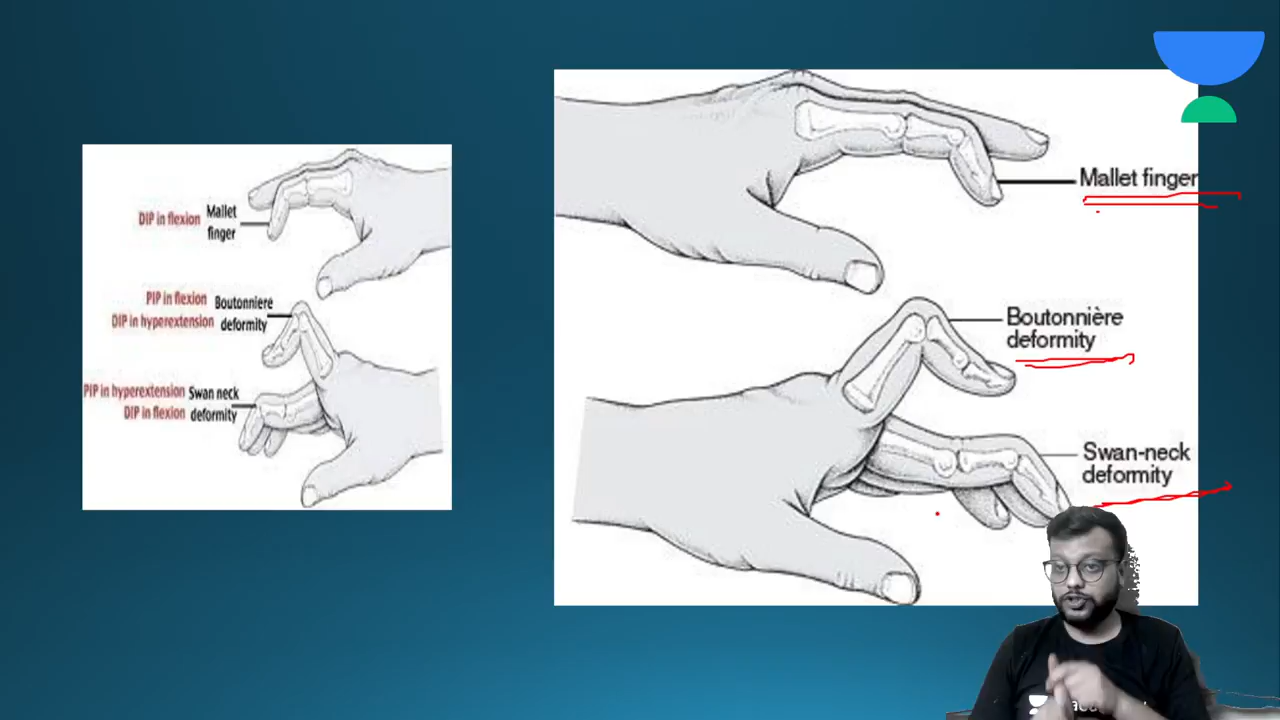 DIP in flexion Mallet
finger
PIP in flexion Boutonniere
DIP in hyperextension deformity
PIP in hyperextension Swan neck
DIP in flexion deformity
Mallet finger
Boutonnière
deformity
Swan-neck
deformity